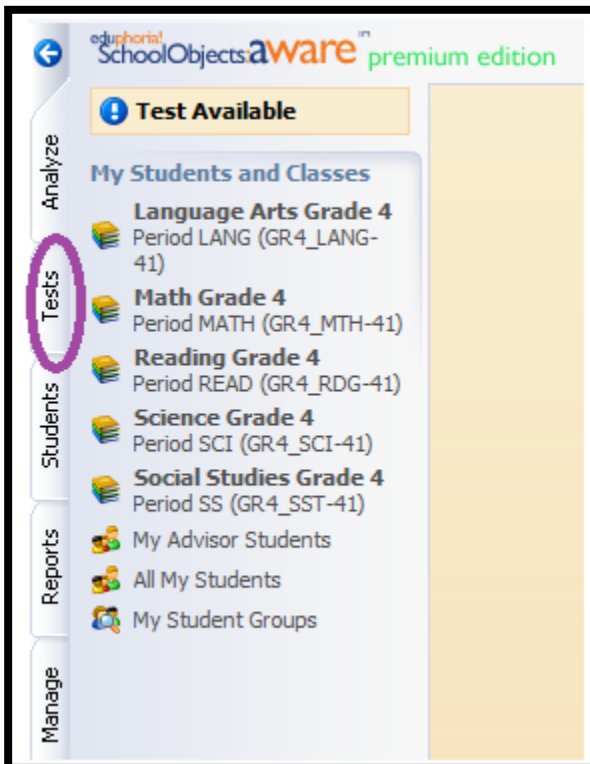 eduphoria!
SchoolObjects:aware™ premium edition
Test Available
My Students and Classes
Language Arts Grade 4
Period LANG (GR4_LANG-
41)
Math Grade 4
Period MATH (GR4_MTH-41)
Reading Grade 4
Period READ (GR4_RDG-41)
Science Grade 4
Period SCI (GR4_SCI-41)
Social Studies Grade 4
Period SS (GR4_SST-41)
My Advisor Students
All My Students
My Student Groups
Analyze
Tests
Students
Reports
Manage